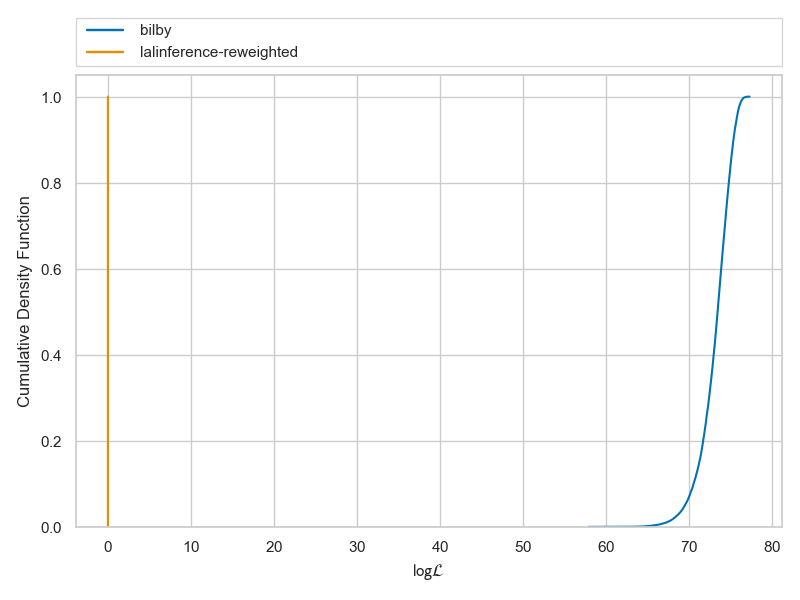 bilby
lalinference-reweighted
1.0
0.8
0.6
0.4
0.2
0.0
Cumulative Density Function
0 10 20 30 40 50 60 70 80
logℒ